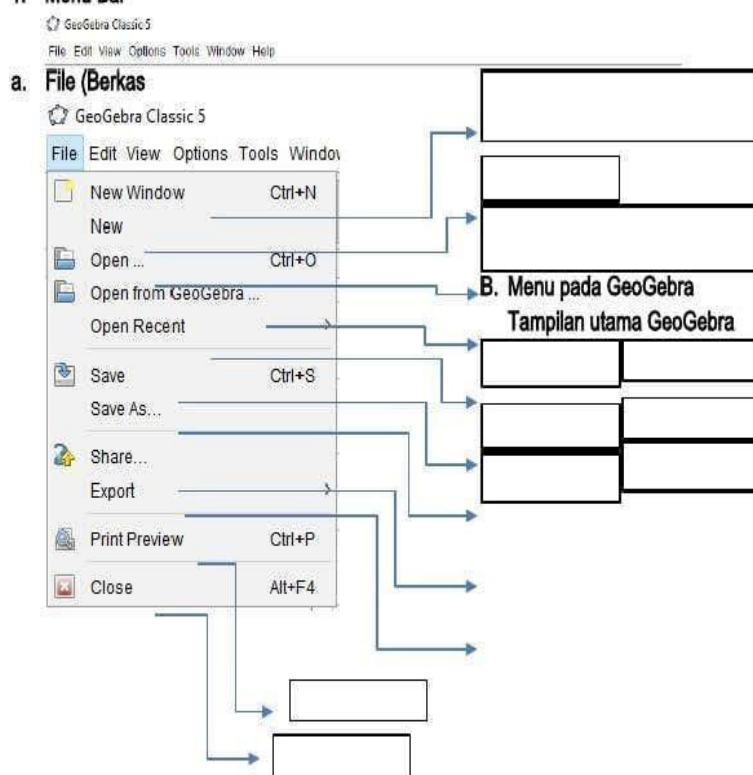 1. Menu Bar
GeoGebra Classic 5
File Edit View Options Tools Window Help
a. File (Berkas
GeoGebra Classic 5
File Edit View Options Tools Window
New Window Ctrl+N
New
Open ... Ctrl+O
Open from GeoGebra ...
Open Recent
Save Ctrl+S
Save As...
Share...
Export
Print Preview Ctrl+P
Close Alt+F4
B. Menu pada GeoGebra
Tampilan utama GeoGebra